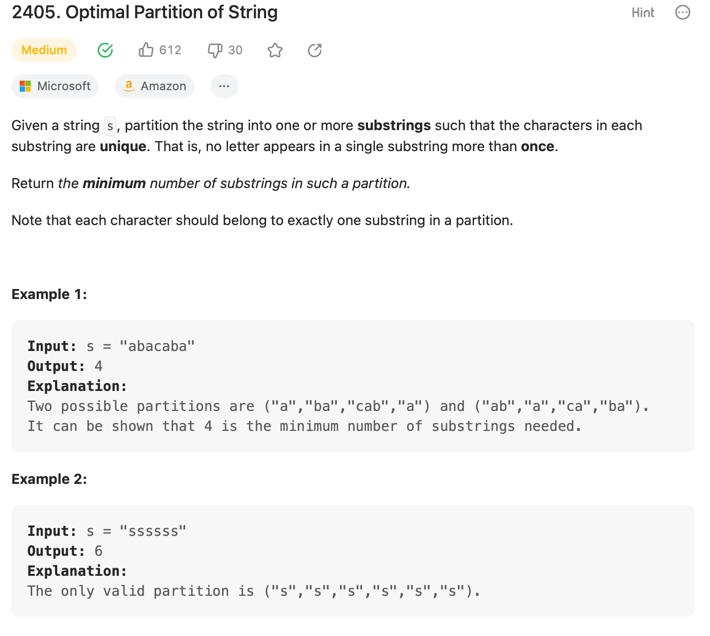 2405. Optimal Partition of String
Hint
Medium
612
30
Microsoft
Amazon
...
Given a string s, partition the string into one or more substrings such that the characters in each
substring are unique. That is, no letter appears in a single substring more than once.
Return the minimum number of substrings in such a partition.
Note that each character should belong to exactly one substring in a partition.
Example 1:
Input: s = "abacaba"
Output: 4
Explanation:
Two possible partitions are ("a","ba","cab","a") and ("ab","a","ca","ba").
It can be shown that 4 is the minimum number of substrings needed.
Example 2:
Input: s = "ssssss"
Output: 6
Explanation:
The only valid partition is ("s","s","s","s","s","s").